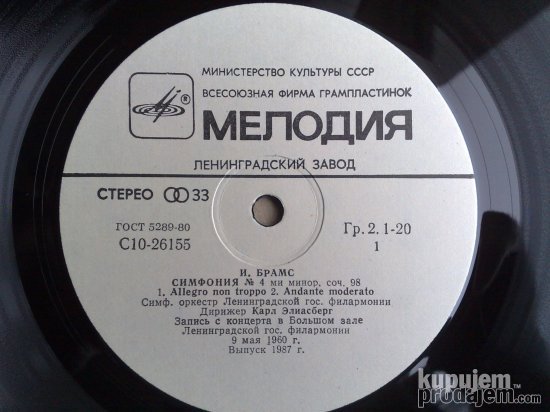 МИНИСТЕРСТВО КУЛЬТУРЫ СССР
ВСЕСОЮЗНАЯ ФИРМА ГРАМПЛАСТИНОК
®
МЕЛОДИЯ
ЛЕНИНГРАДСКИЙ ЗАВОД
СТЕРЕО 33
ГОСТ 5289-80
С10-26155
Гр. 2. 1-20
1
И. БРАМС
СИМФОНИЯ № 4 ми минор, соч. 98
1. Allegro non troppo 2. Andante moderato
Симф. оркестр Ленинградской гос. филармонии
Дирижер Карл Элиасберг
Запись с концерта в Большом зале
Ленинградской гос. филармонии
9 мая 1960 г.
Выпуск 1987 г.
kupujem
prodajem.com